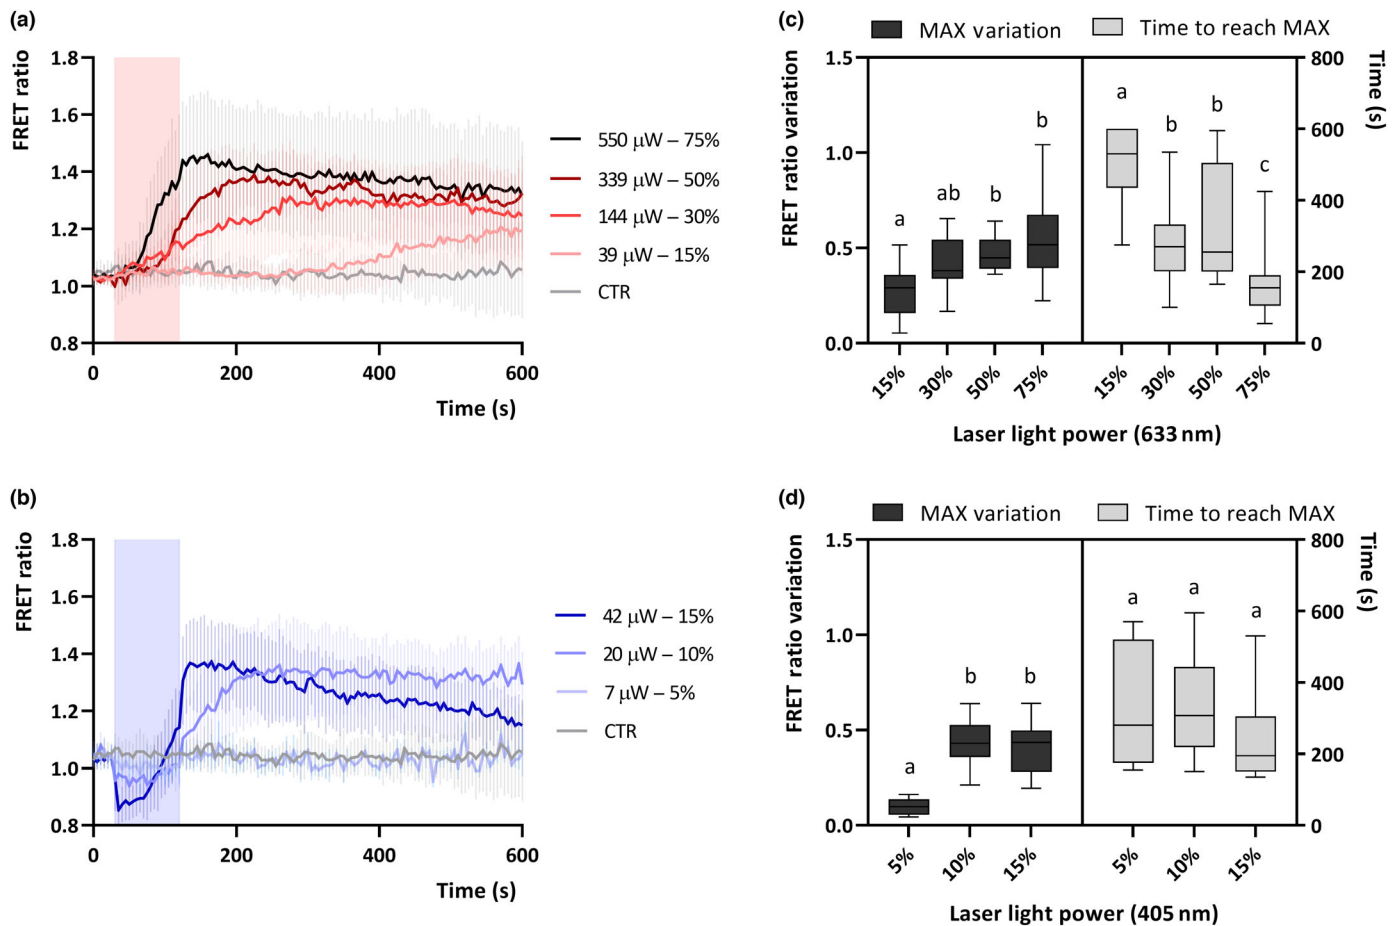 (a)
FRET ratio
1.8
1.6
1.4
1.2
1.0
0.8
0
200
400
600
Time (s)
550 μW – 75%
339 μW – 50%
144 μW – 30%
39 μW – 15%
CTR
(c)
MAX variation
Time to reach MAX
FRET ratio variation
1.5
1.0
0.5
0.0
a
ab
b
b
a
b
b
c
800
600
400
200
0
Time (s)
15%
30%
50%
75%
15%
30%
50%
75%
Laser light power (633 nm)
(b)
FRET ratio
1.8
1.6
1.4
1.2
1.0
0.8
0
200
400
600
Time (s)
42 μW – 15%
20 μW – 10%
7 μW – 5%
CTR
(d)
MAX variation
Time to reach MAX
FRET ratio variation
1.5
1.0
0.5
0.0
a
b
b
a
a
a
800
600
400
200
0
Time (s)
5%
10%
15%
5%
10%
15%
Laser light power (405 nm)